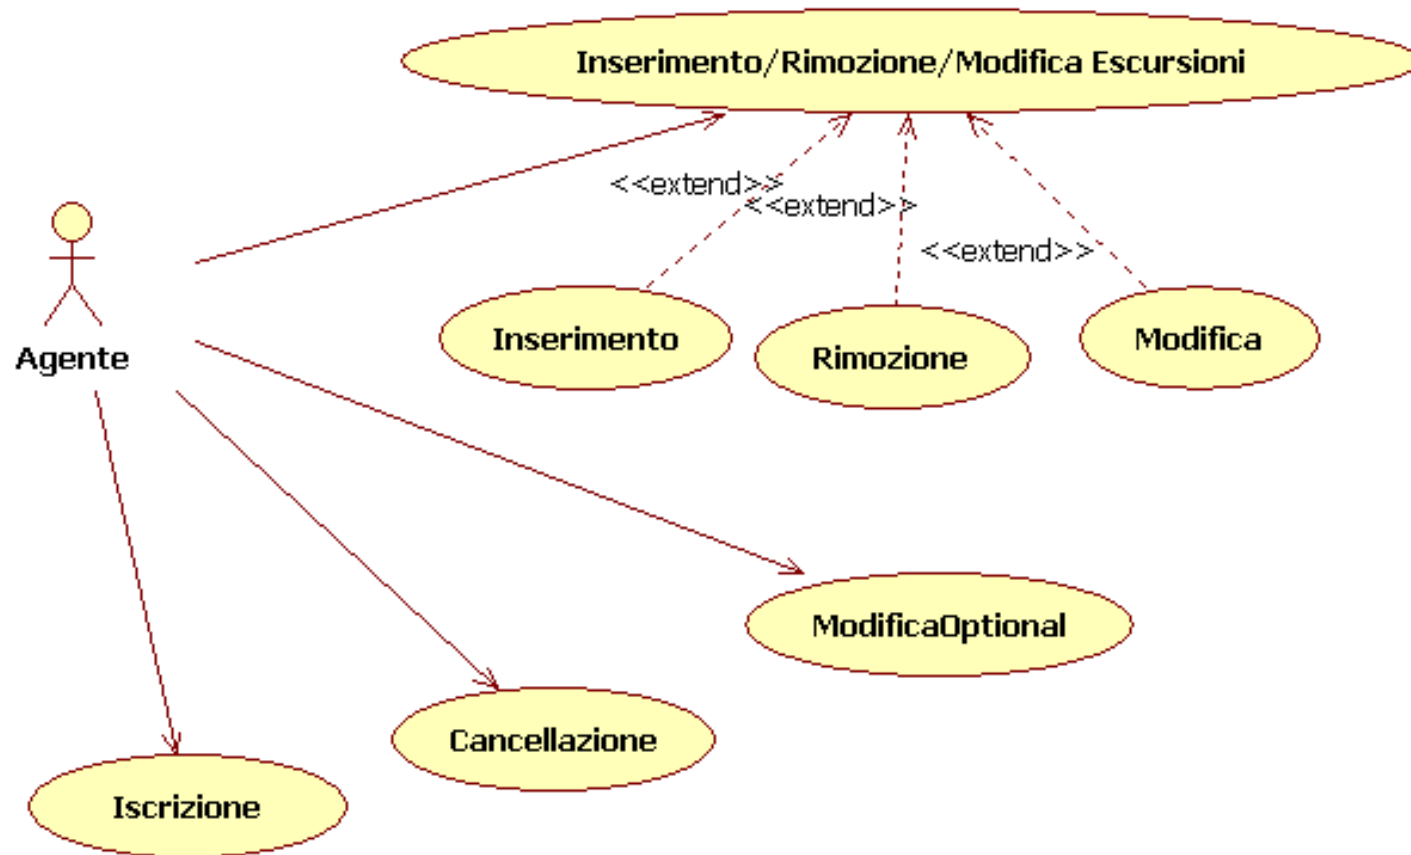 Inserimento/Rimozione/Modifica Escursioni
<<extend>>
<<extend>>
<<extend>>
Inserimento
Rimozione
Modifica
Agente
ModificaOptional
Cancellazione
Iscrizione